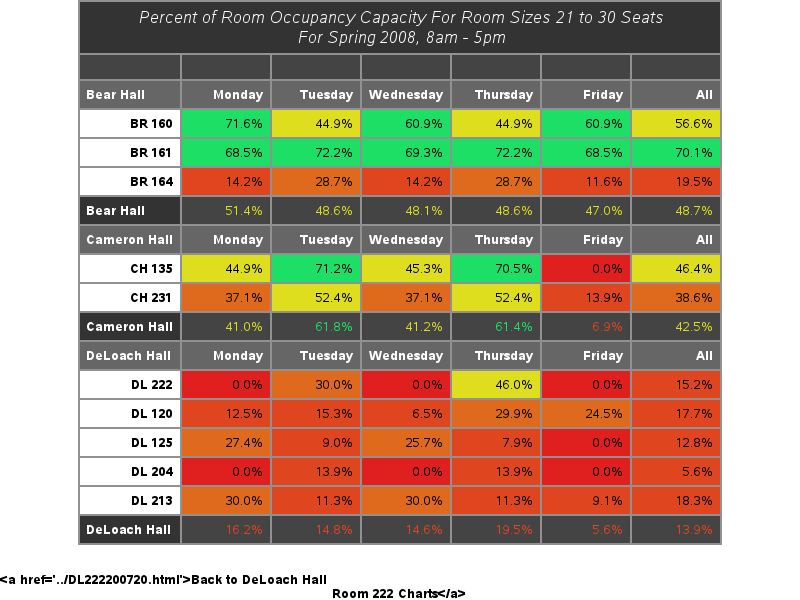 Percent of Room Occupancy Capacity For Room Sizes 21 to 30 Seats
For Spring 2008, 8am - 5pm
Bear Hall Monday Tuesday Wednesday Thursday Friday All
BR 160 71.6% 44.9% 60.9% 44.9% 60.9% 56.6%
BR 161 68.5% 72.2% 69.3% 72.2% 68.5% 70.1%
BR 164 14.2% 28.7% 14.2% 28.7% 11.6% 19.5%
Bear Hall 51.4% 48.6% 48.1% 48.6% 47.0% 48.7%
Cameron Hall Monday Tuesday Wednesday Thursday Friday All
CH 135 44.9% 71.2% 45.3% 70.5% 0.0% 46.4%
CH 231 37.1% 52.4% 37.1% 52.4% 13.9% 38.6%
Cameron Hall 41.0% 61.8% 41.2% 61.4% 6.9% 42.5%
DeLoach Hall Monday Tuesday Wednesday Thursday Friday All
DL 222 0.0% 30.0% 0.0% 46.0% 0.0% 15.2%
DL 120 12.5% 15.3% 6.5% 29.9% 24.5% 17.7%
DL 125 27.4% 9.0% 25.7% 7.9% 0.0% 12.8%
DL 204 0.0% 13.9% 0.0% 13.9% 0.0% 5.6%
DL 213 30.0% 11.3% 30.0% 11.3% 9.1% 18.3%
DeLoach Hall 16.2% 14.8% 14.6% 19.5% 5.6% 13.9%
<a href='../DL222200720.html'>Back to DeLoach Hall
Room 222 Charts</a>